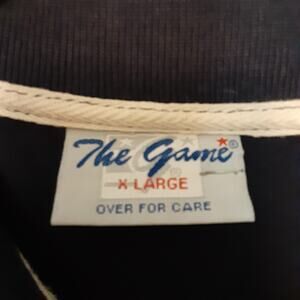 The Game®
X LARGE
OVER FOR CARE